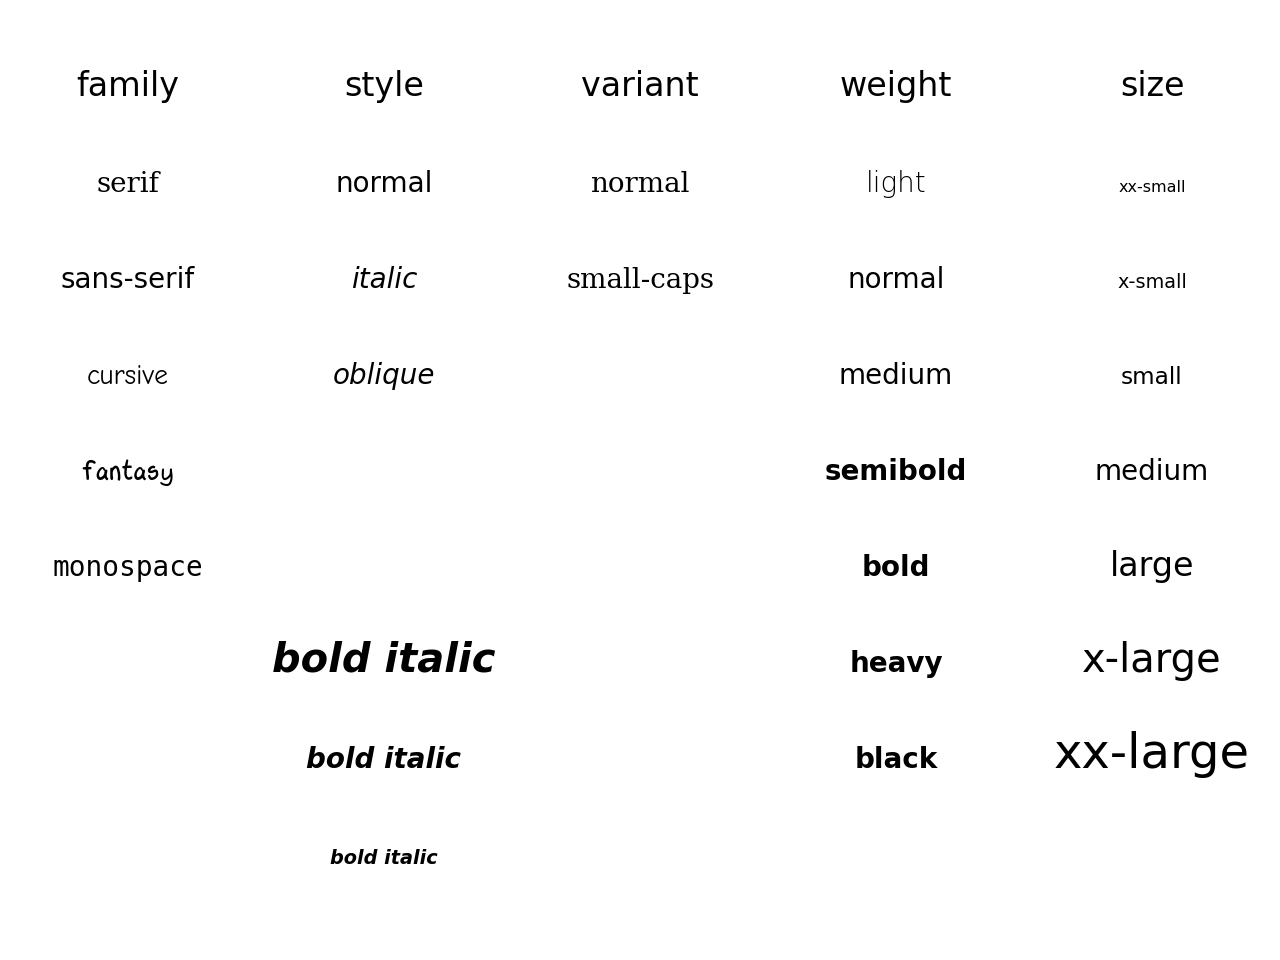 family style variant weight size
serif normal normal light xx-small
sans-serif italic small-caps normal x-small
cursive oblique medium small
fantasy semibold medium
monospace bold large
bold italic heavy x-large
bold italic black xx-large
bold italic